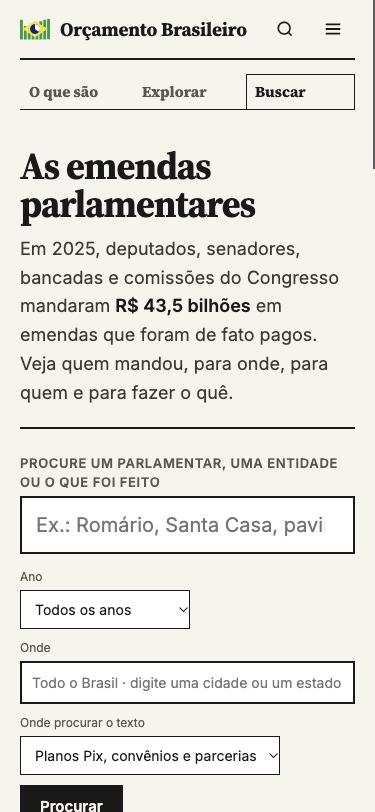 Orçamento Brasileiro
O que são
Explorar
Buscar
As emendas
parlamentares
Em 2025, deputados, senadores,
bancadas e comissões do Congresso
mandaram R$ 43,5 bilhões em
emendas que foram de fato pagos.
Veja quem mandou, para onde, para
quem e para fazer o quê.
PROCURE UM PARLAMENTAR, UMA ENTIDADE
OU O QUE FOI FEITO
Ex.: Romário, Santa Casa, pavi
Ano
Todos os anos
Onde
Todo o Brasil · digite uma cidade ou um estado
Onde procurar o texto
Planos Pix, convênios e parcerias
Procurar